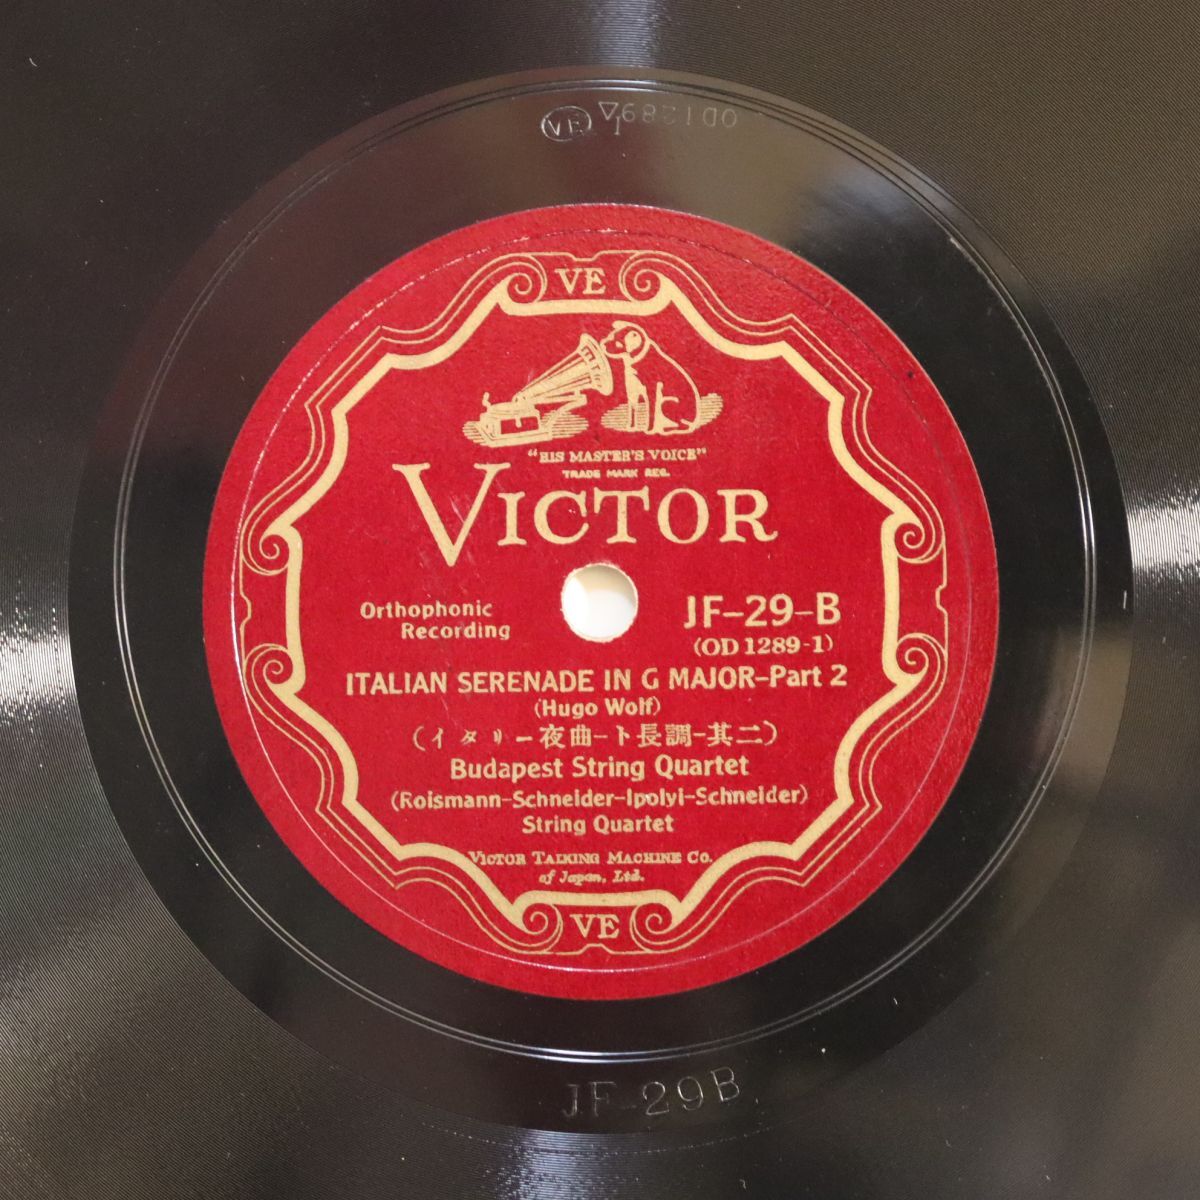 OD1289 1 VE
VE
"HIS MASTER'S VOICE"
TRADE MARK REG.
VICTOR
Orthophonic
Recording
JF-29-B
(OD 1289-1)
ITALIAN SERENADE IN G MAJOR-Part 2
(Hugo Wolf)
(イタリー夜曲-ト長調-其二)
Budapest String Quartet
(Roismann-Schneider-Ipolyi-Schneider)
String Quartet
VICTOR TALKING MACHINE CO.
of Japan, Ltd.
VE
JF-29B